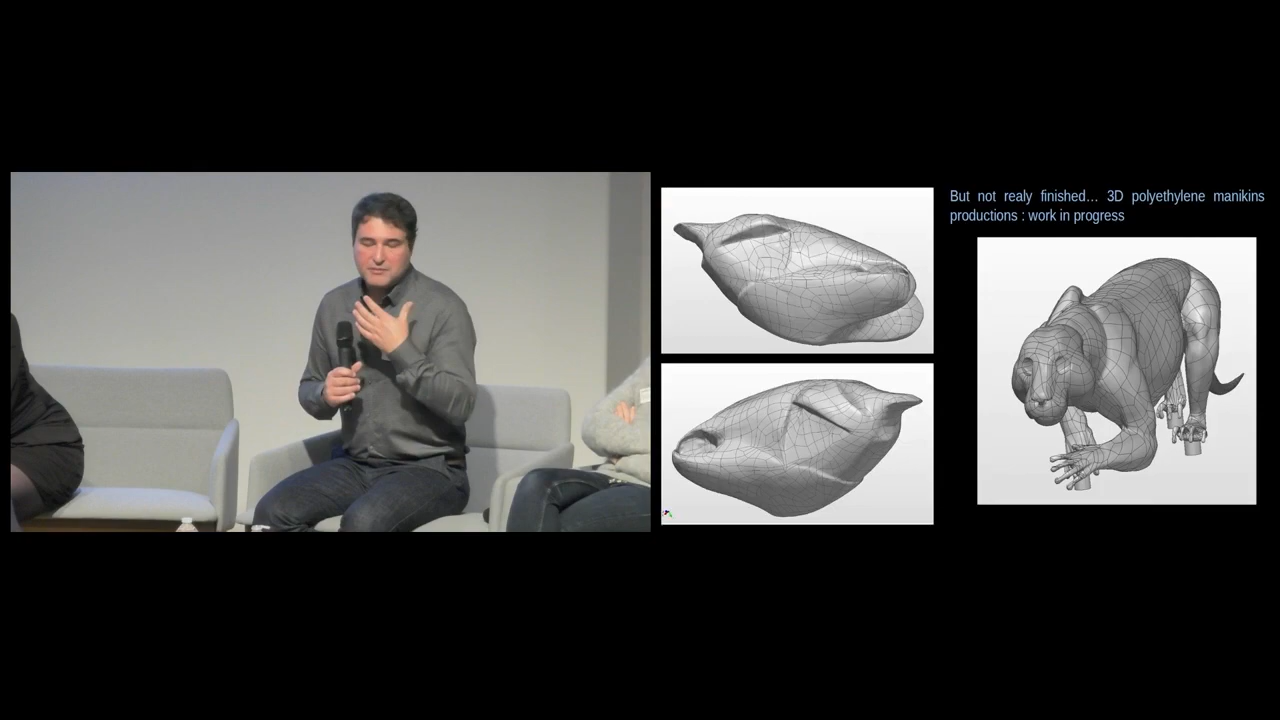 But not realy finished... 3D polyethylene manikins
productions : work in progress